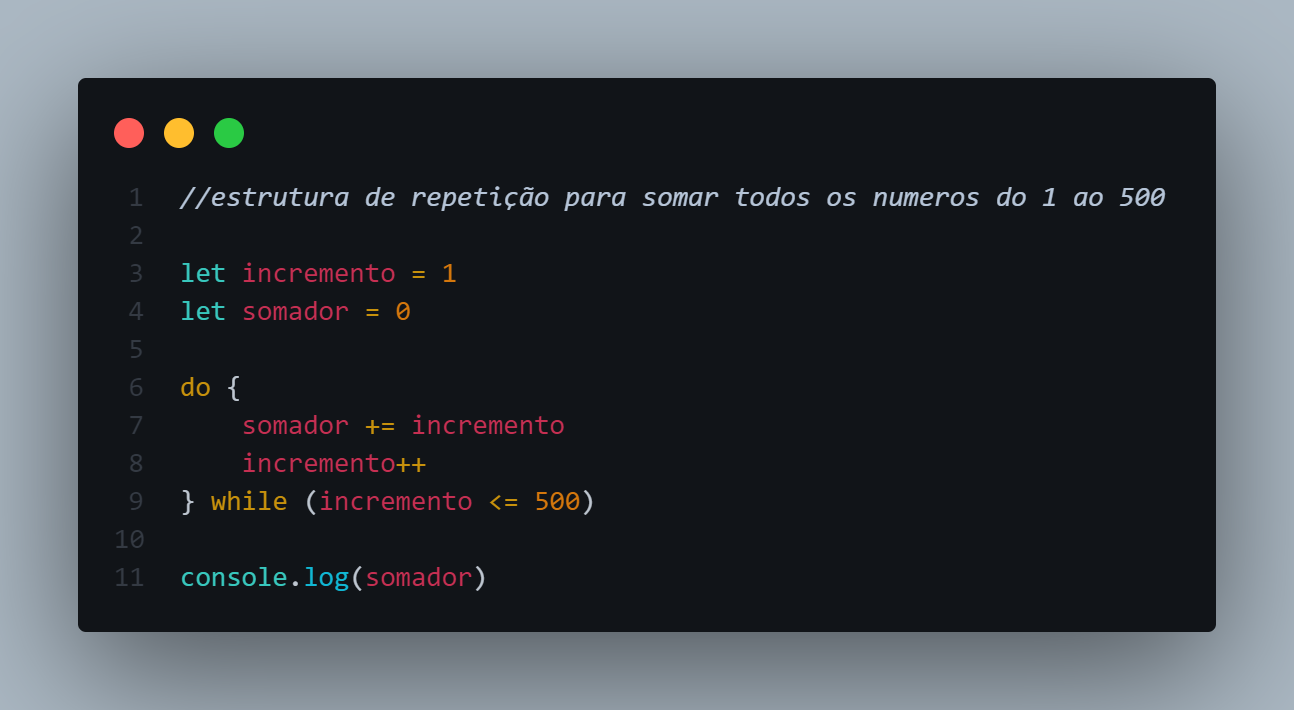 1 //estrutura de repetição para somar todos os numeros do 1 ao 500
2
3 let incremento = 1
4 let somador = 0
5
6 do {
7     somador += incremento
8     incremento++
9 } while (incremento <= 500)
10
11 console.log(somador)